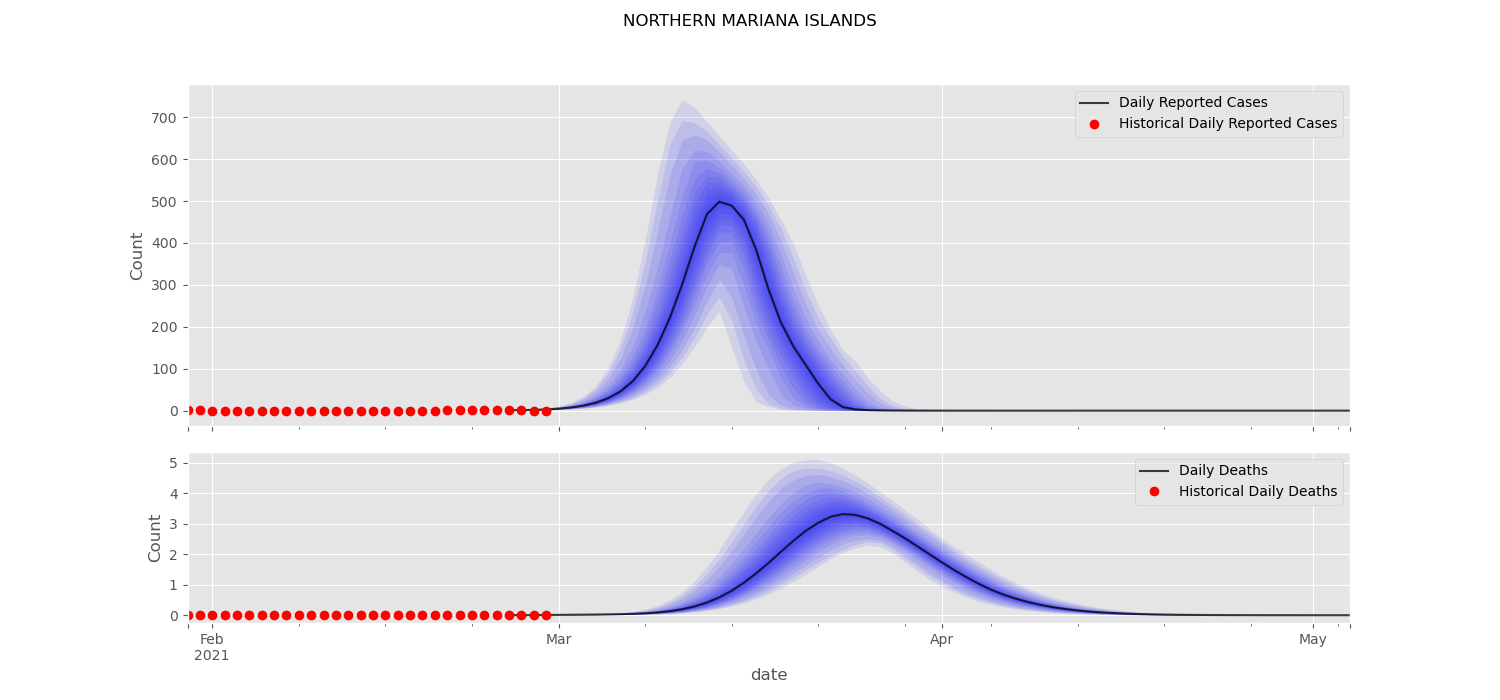 NORTHERN MARIANA ISLANDS
Daily Reported Cases
Historical Daily Reported Cases
Count
700
600
500
400
300
200
100
0
Daily Deaths
Historical Daily Deaths
Count
5
4
3
2
1
0
Feb Mar Apr May
2021
date